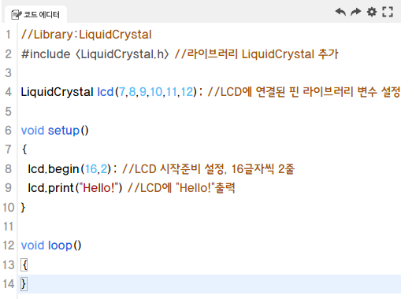 코드 에디터
1 //Library:LiquidCrystal
2 #include <LiquidCrystal.h> //라이브러리 LiquidCrystal 추가
3
4 LiquidCrystal lcd(7,8,9,10,11,12): //LCD에 연결된 핀 라이브러리 변수 설정
5
6 void setup()
7 {
8 lcd.begin(16,2): //LCD 시작준비 설정, 16글자씩 2줄
9 lcd.print("Hello!") //LCD에 "Hello!"출력
10 }
11
12 void loop()
13 {
14 }